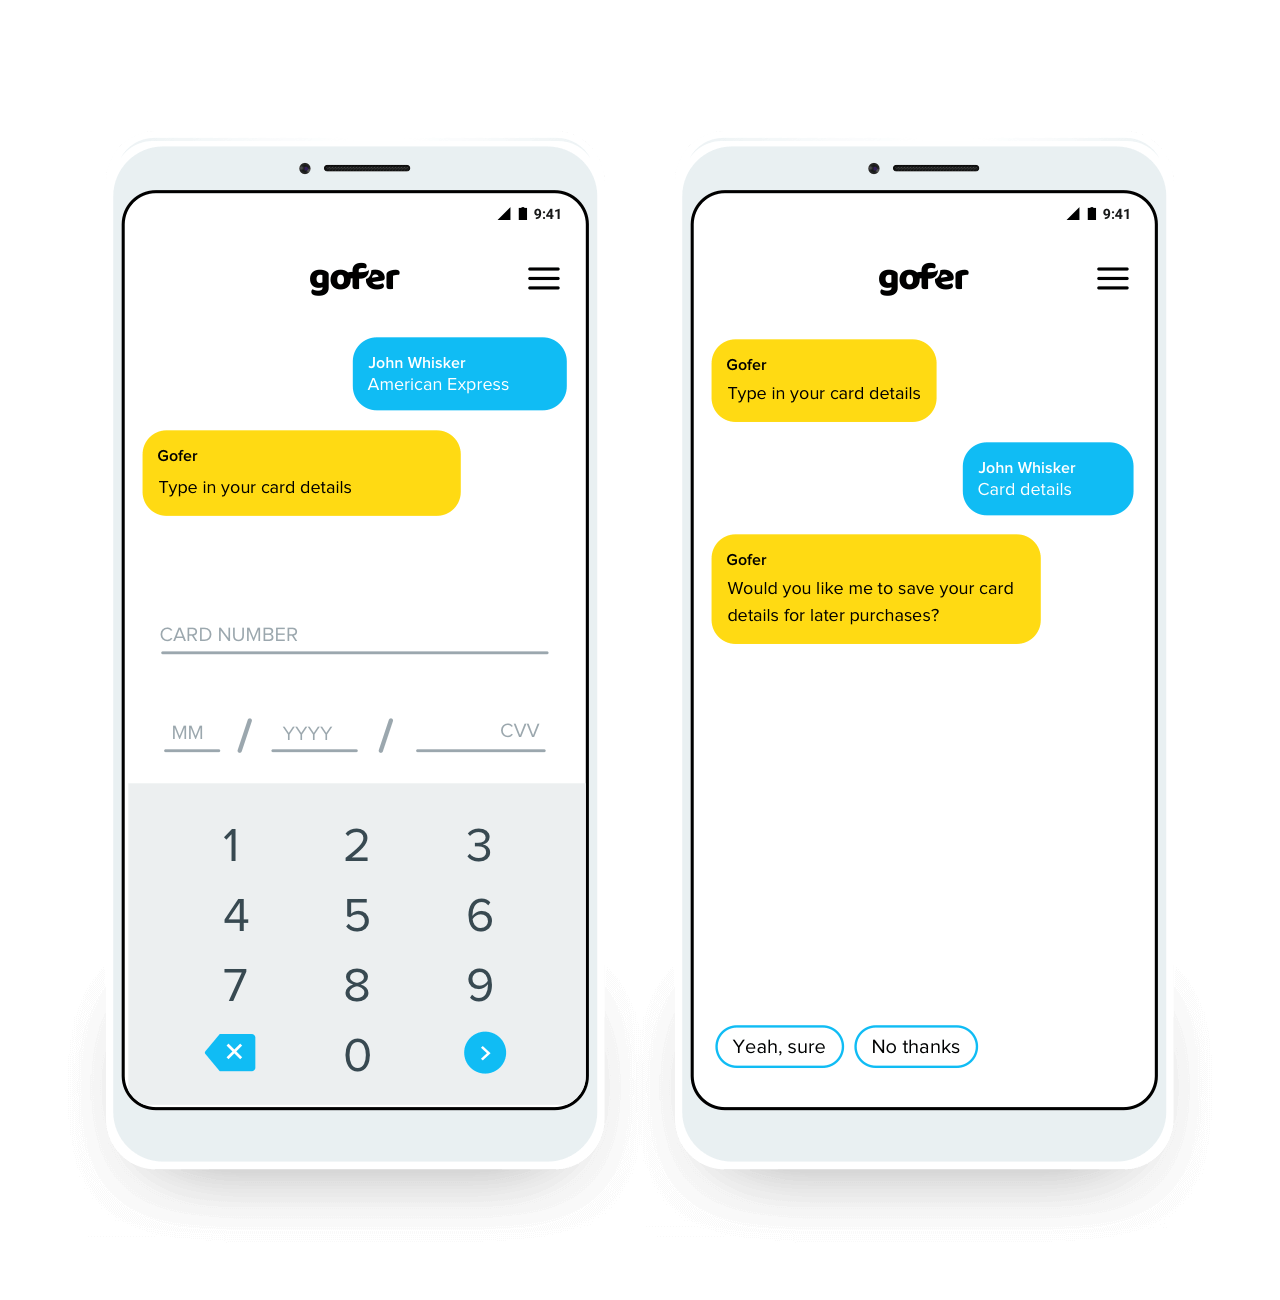 9:41
gofer
John Whisker
American Express
Gofer
Type in your card details
CARD NUMBER
MM / YYYY / CVV
1 2 3
4 5 6
7 8 9
0
9:41
gofer
Gofer
Type in your card details
John Whisker
Card details
Gofer
Would you like me to save your card
details for later purchases?
Yeah, sure
No thanks